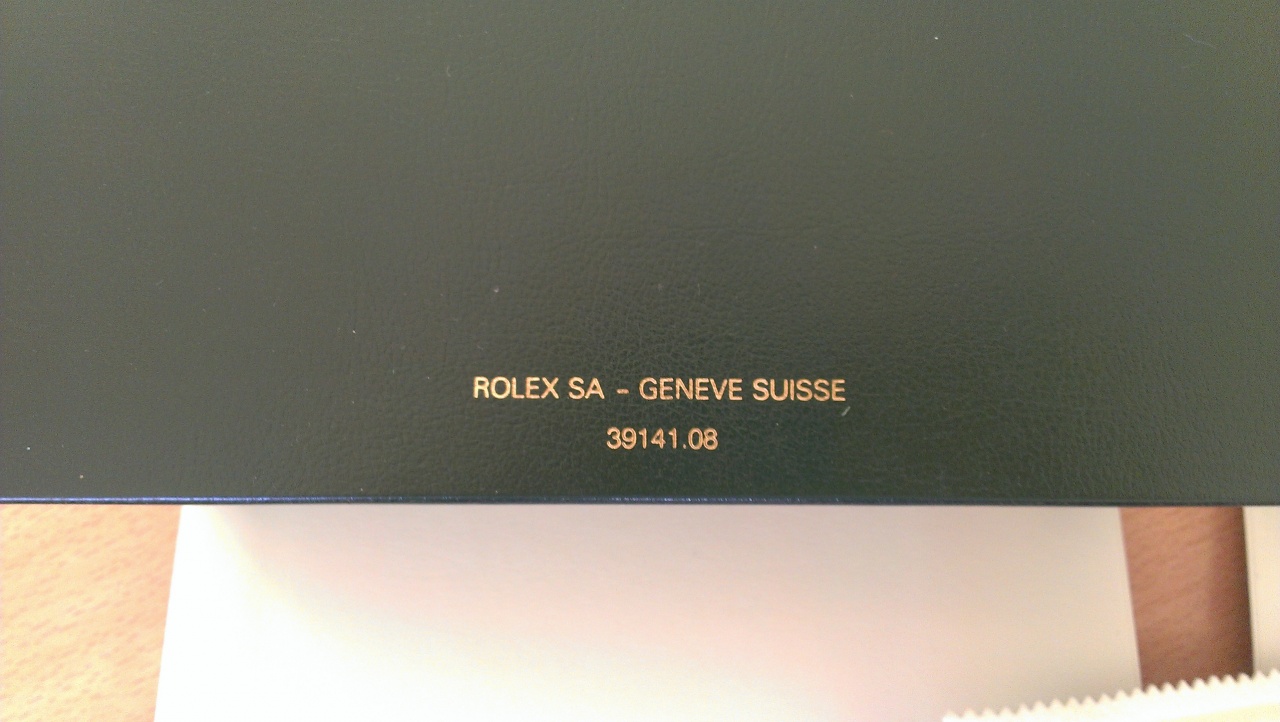 ROLEX SA - GENEVE SUISSE
39141.08